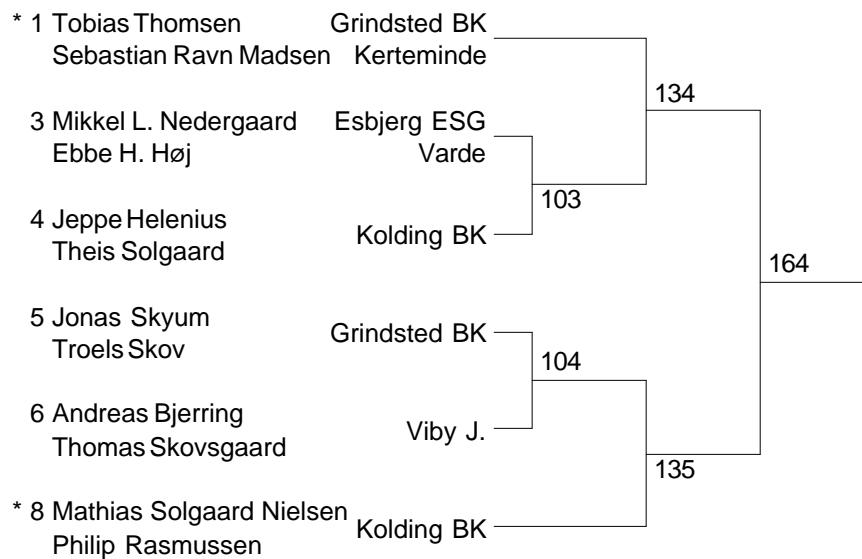 * 1 Tobias Thomsen Grindsted BK
Sebastian Ravn Madsen Kerteminde
134
3 Mikkel L. Nedergaard Esbjerg ESG
Ebbe H. Høj Varde
103
4 Jeppe Helenius
Kolding BK
Theis Solgaard
164
5 Jonas Skyum
Grindsted BK
Troels Skov
104
6 Andreas Bjerring
Viby J.
Thomas Skovsgaard
135
* 8 Mathias Solgaard Nielsen
Kolding BK
Philip Rasmussen